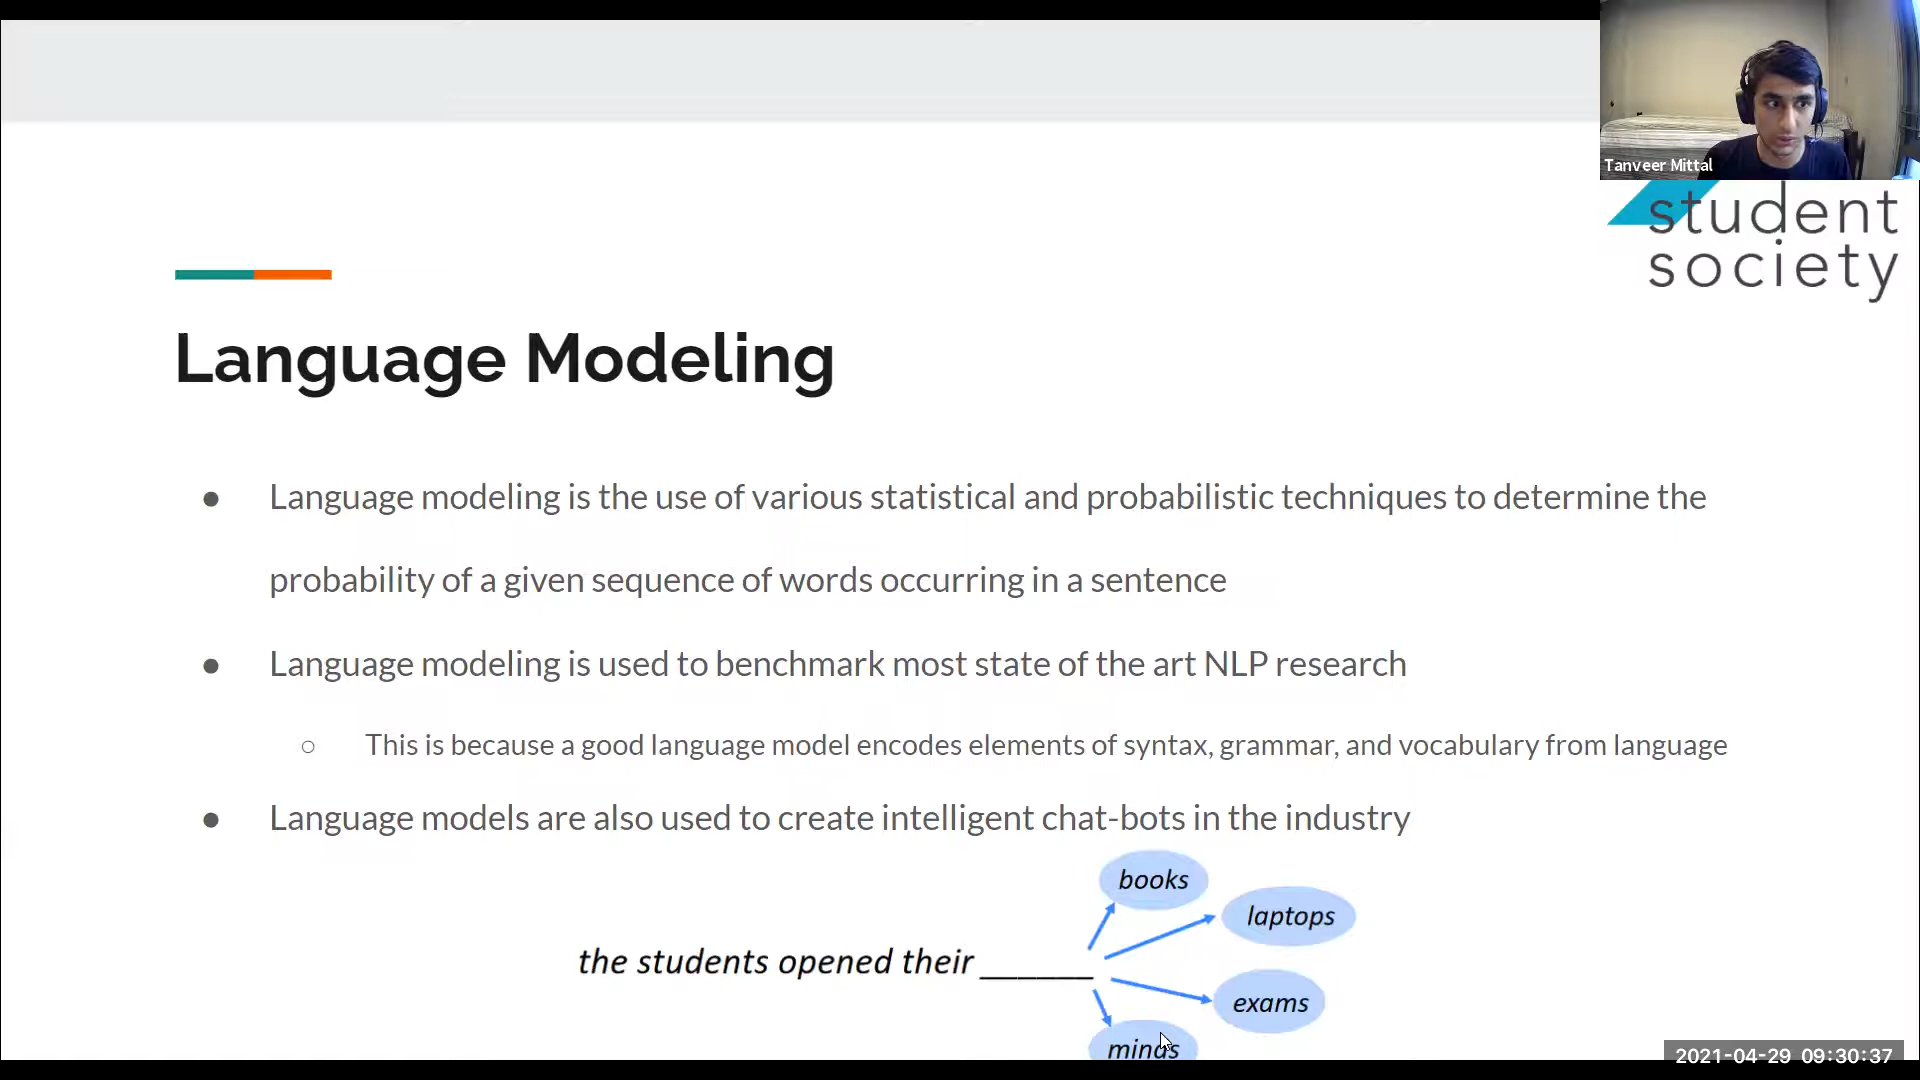 Tanveer Mittal
student
society
Language Modeling
● Language modeling is the use of various statistical and probabilistic techniques to determine the
probability of a given sequence of words occurring in a sentence
● Language modeling is used to benchmark most state of the art NLP research
○ This is because a good language model encodes elements of syntax, grammar, and vocabulary from language
● Language models are also used to create intelligent chat-bots in the industry
books
laptops
the students opened their ______
exams
minds
2021-04-29 09:30:37